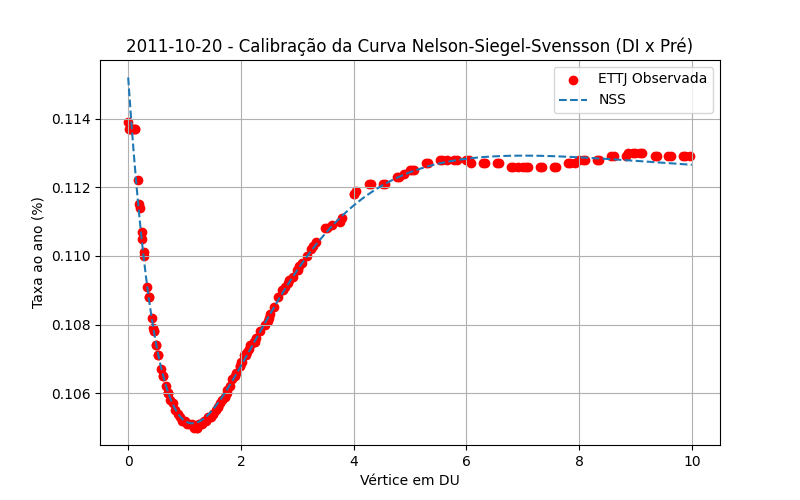 2011-10-20 - Calibração da Curva Nelson-Siegel-Svensson (DI x Pré)
ETTJ Observada
NSS
Taxa ao ano (%)
0.114
0.112
0.110
0.108
0.106
0 2 4 6 8 10
Vértice em DU